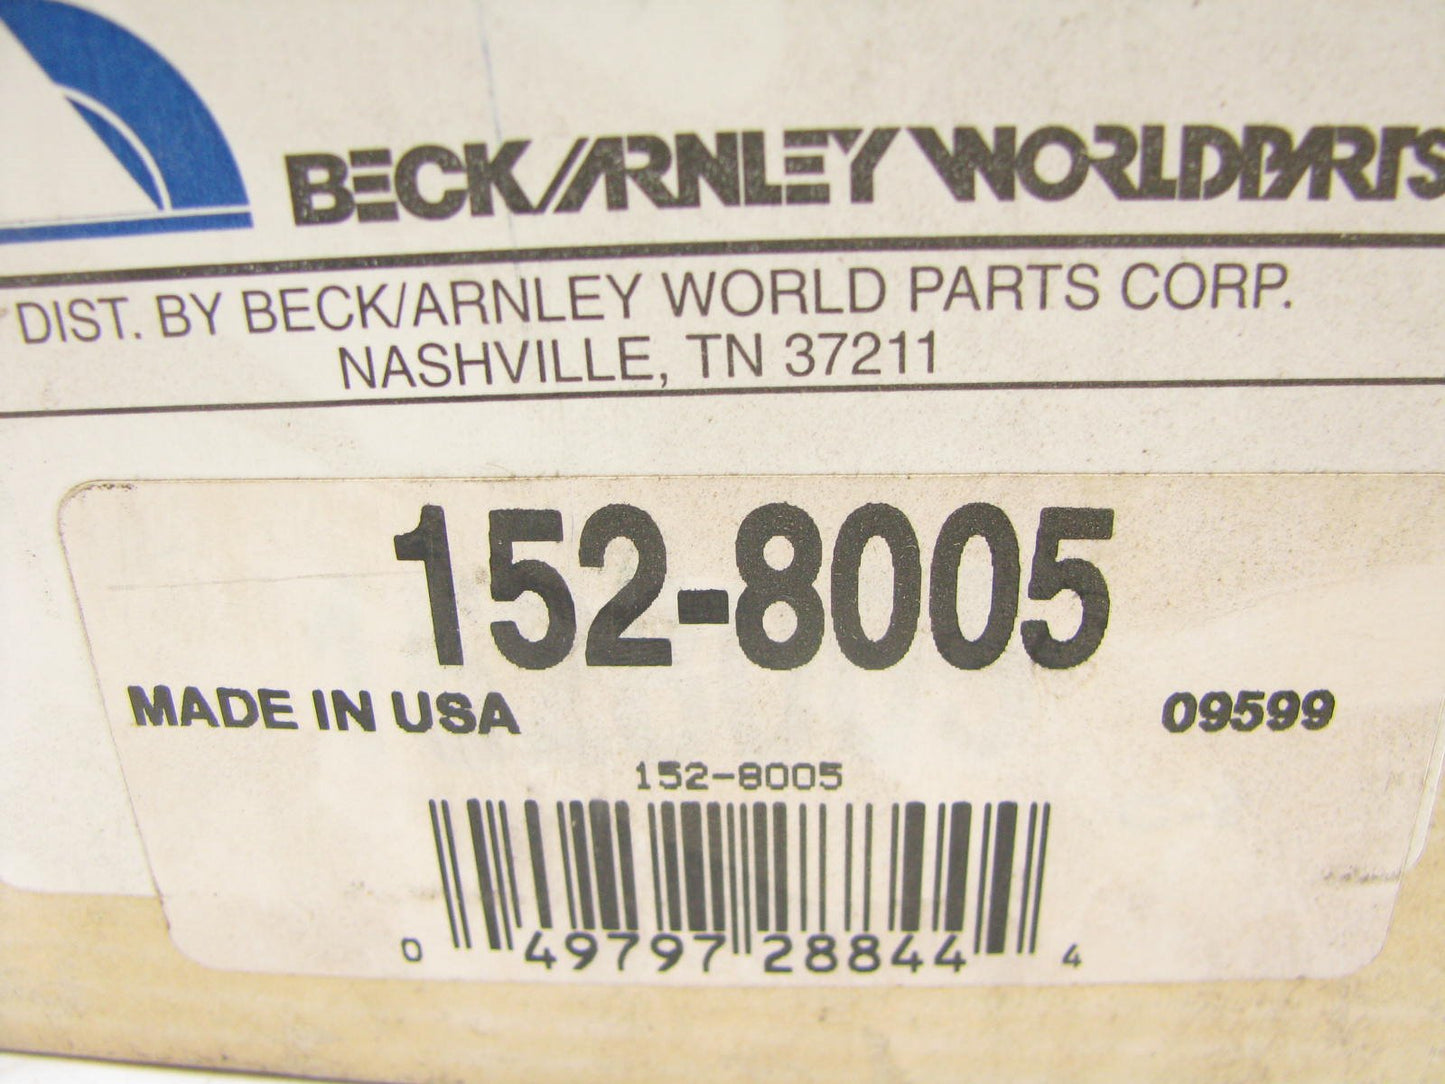 BECK/ARNLEY WORLDPARTS
DIST. BY BECK/ARNLEY WORLD PARTS CORP.
NASHVILLE, TN 37211
152-8005
MADE IN USA 09599
152-8005
0 49797 28844 4